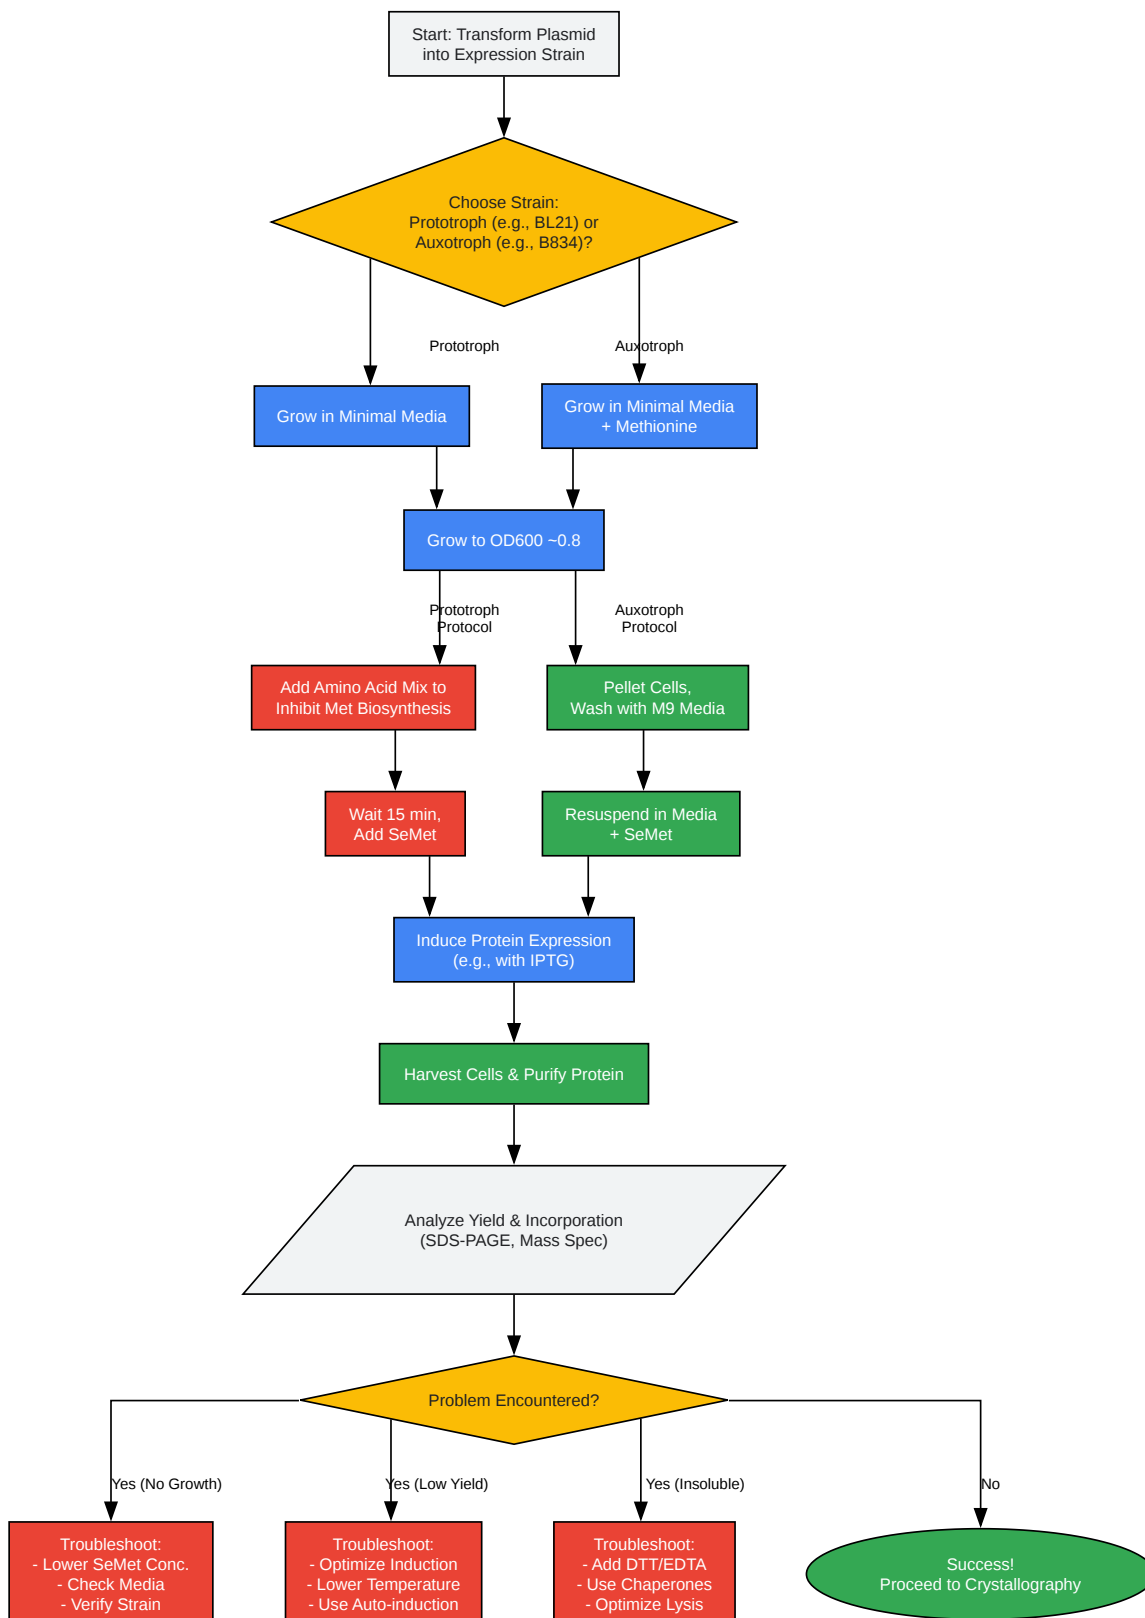 Start: Transform Plasmid
into Expression Strain
Choose Strain:
Prototroph (e.g., BL21) or
Auxotroph (e.g., B834)?
Prototroph
Auxotroph
Grow in Minimal Media
Grow in Minimal Media
+ Methionine
Grow to OD600 ~0.8
Prototroph
Protocol
Auxotroph
Protocol
Add Amino Acid Mix to
Inhibit Met Biosynthesis
Pellet Cells,
Wash with M9 Media
Wait 15 min,
Add SeMet
Resuspend in Media
+ SeMet
Induce Protein Expression
(e.g., with IPTG)
Harvest Cells & Purify Protein
Analyze Yield & Incorporation
(SDS-PAGE, Mass Spec)
Problem Encountered?
Yes (No Growth)
Yes (Low Yield)
Yes (Insoluble)
No
Troubleshoot:
- Lower SeMet Conc.
- Check Media
- Verify Strain
Troubleshoot:
- Optimize Induction
- Lower Temperature
- Use Auto-induction
Troubleshoot:
- Add DTT/EDTA
- Use Chaperones
- Optimize Lysis
Success!
Proceed to Crystallography